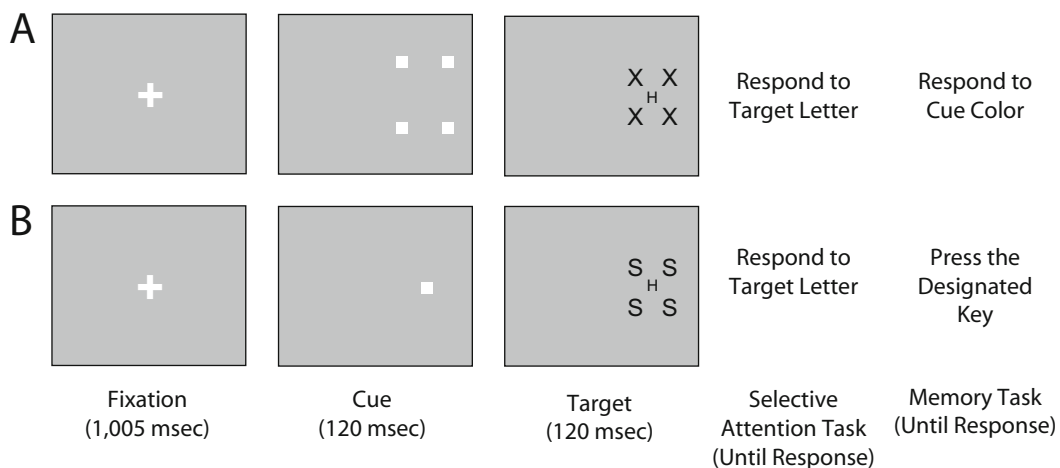 A
X X
H
X X
Respond to
Target Letter
Respond to
Cue Color
B
S S
H
S S
Respond to
Target Letter
Press the
Designated
Key
Fixation
(1,005 msec)
Cue
(120 msec)
Target
(120 msec)
Selective
Attention Task
(Until Response)
Memory Task
(Until Response)